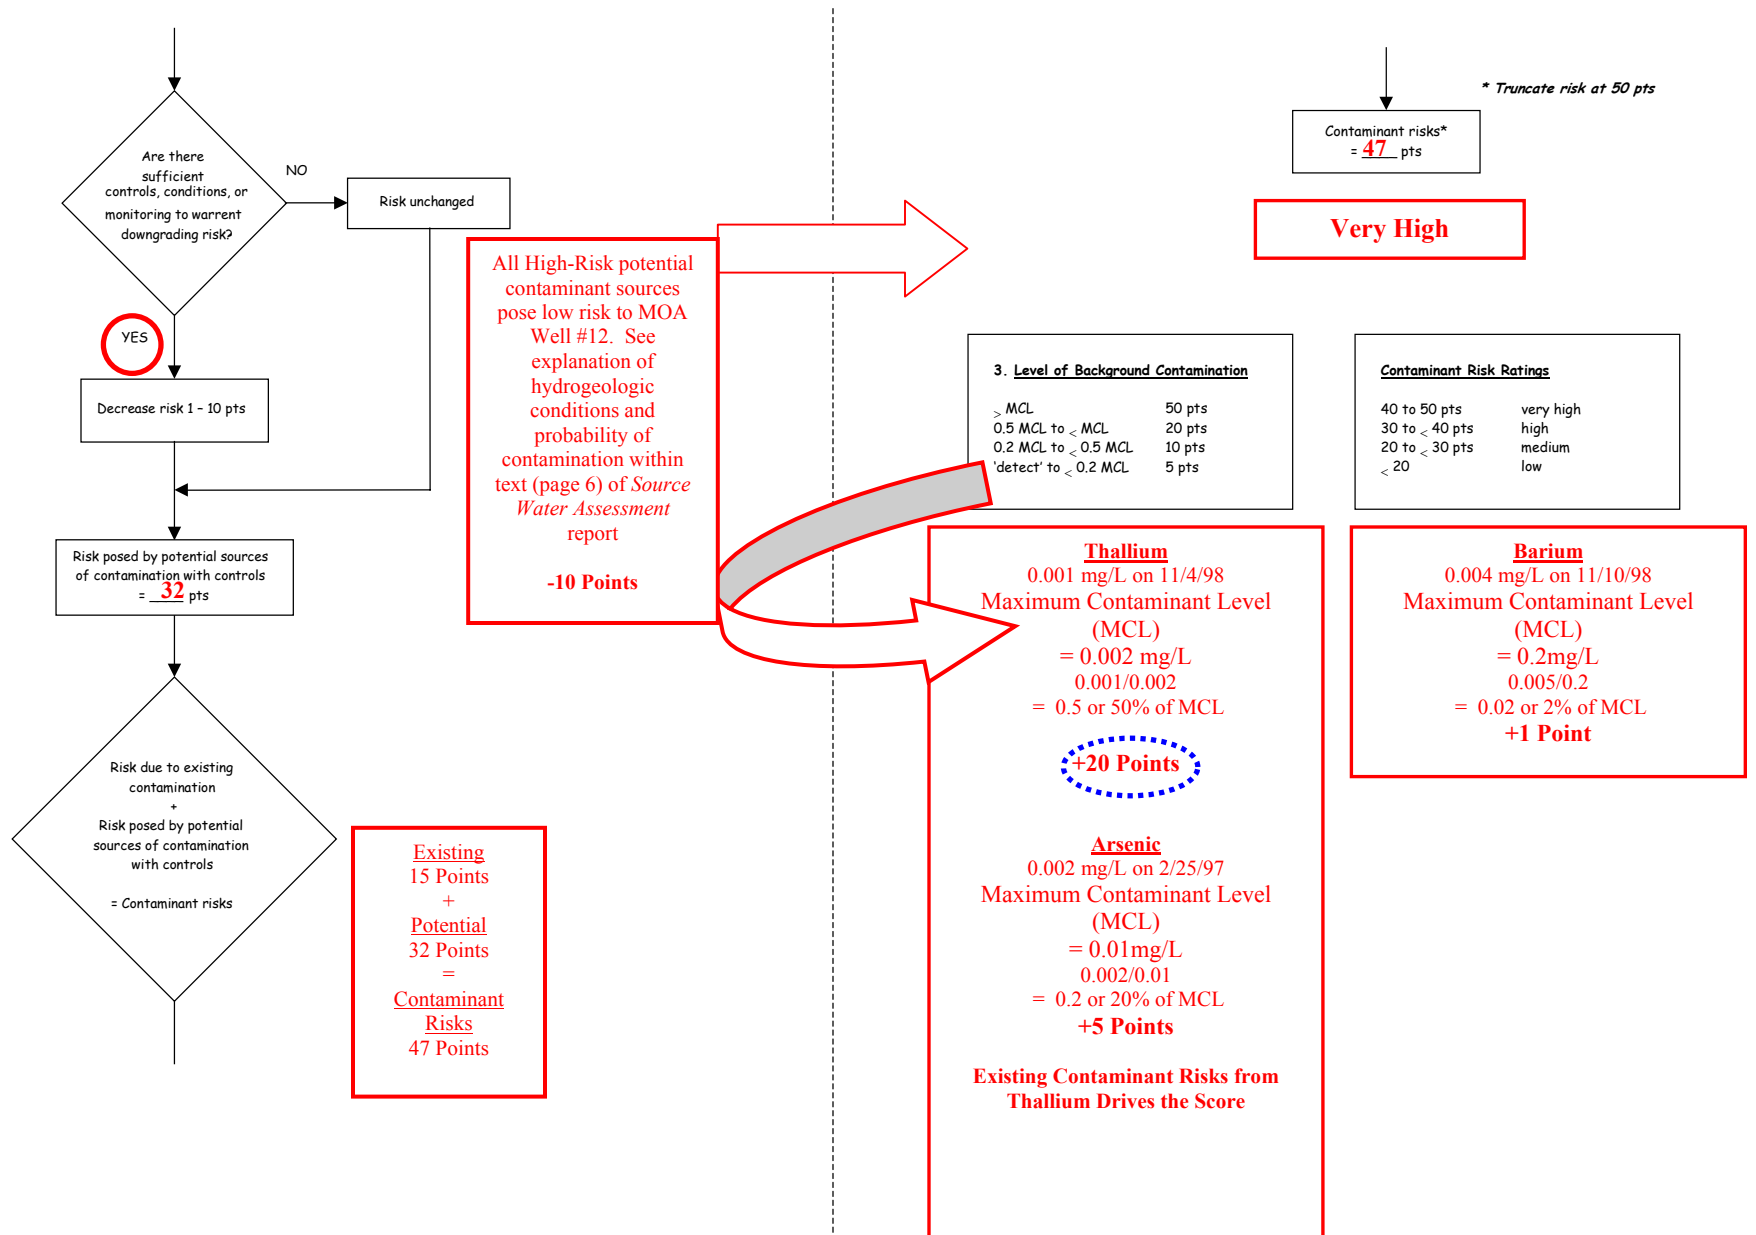 Are there
sufficient
controls, conditions, or
monitoring to warrent
downgrading risk?
NO
Risk unchanged
YES
Decrease risk 1 – 10 pts
Risk posed by potential sources
of contamination with controls
= 32 pts
Risk due to existing
contamination
+
Risk posed by potential
sources of contamination
with controls
= Contaminant risks
Existing
15 Points
+
Potential
32 Points
=
Contaminant
Risks
47 Points
All High-Risk potential
contaminant sources
pose low risk to MOA
Well #12. See
explanation of
hydrogeologic
conditions and
probability of
contamination within
text (page 6) of Source
Water Assessment
report
-10 Points
* Truncate risk at 50 pts
Contaminant risks*
= 47 pts
Very High
3. Level of Background Contamination
> MCL 50 pts
0.5 MCL to < MCL 20 pts
0.2 MCL to < 0.5 MCL 10 pts
'detect' to < 0.2 MCL 5 pts
Contaminant Risk Ratings
40 to 50 pts very high
30 to < 40 pts high
20 to < 30 pts medium
< 20 low
Thallium
0.001 mg/L on 11/4/98
Maximum Contaminant Level
(MCL)
= 0.002 mg/L
0.001/0.002
= 0.5 or 50% of MCL
+20 Points
Arsenic
0.002 mg/L on 2/25/97
Maximum Contaminant Level
(MCL)
= 0.01mg/L
0.002/0.01
= 0.2 or 20% of MCL
+5 Points
Existing Contaminant Risks from
Thallium Drives the Score
Barium
0.004 mg/L on 11/10/98
Maximum Contaminant Level
(MCL)
= 0.2mg/L
0.005/0.2
= 0.02 or 2% of MCL
+1 Point